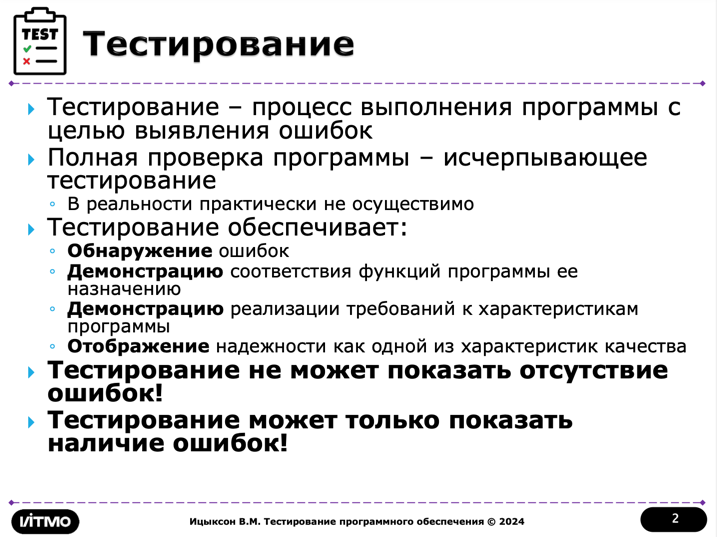 TEST
Тестирование
Тестирование – процесс выполнения программы с
целью выявления ошибок
Полная проверка программы – исчерпывающее
тестирование
В реальности практически не осуществимо
Тестирование обеспечивает:
Обнаружение ошибок
Демонстрацию соответствия функций программы ее
назначению
Демонстрацию реализации требований к характеристикам
программы
Отображение надежности как одной из характеристик качества
Тестирование не может показать отсутствие
ошибок!
Тестирование может только показать
наличие ошибок!
ИТМО
Ицыксон В.М. Тестирование программного обеспечения © 2024
2